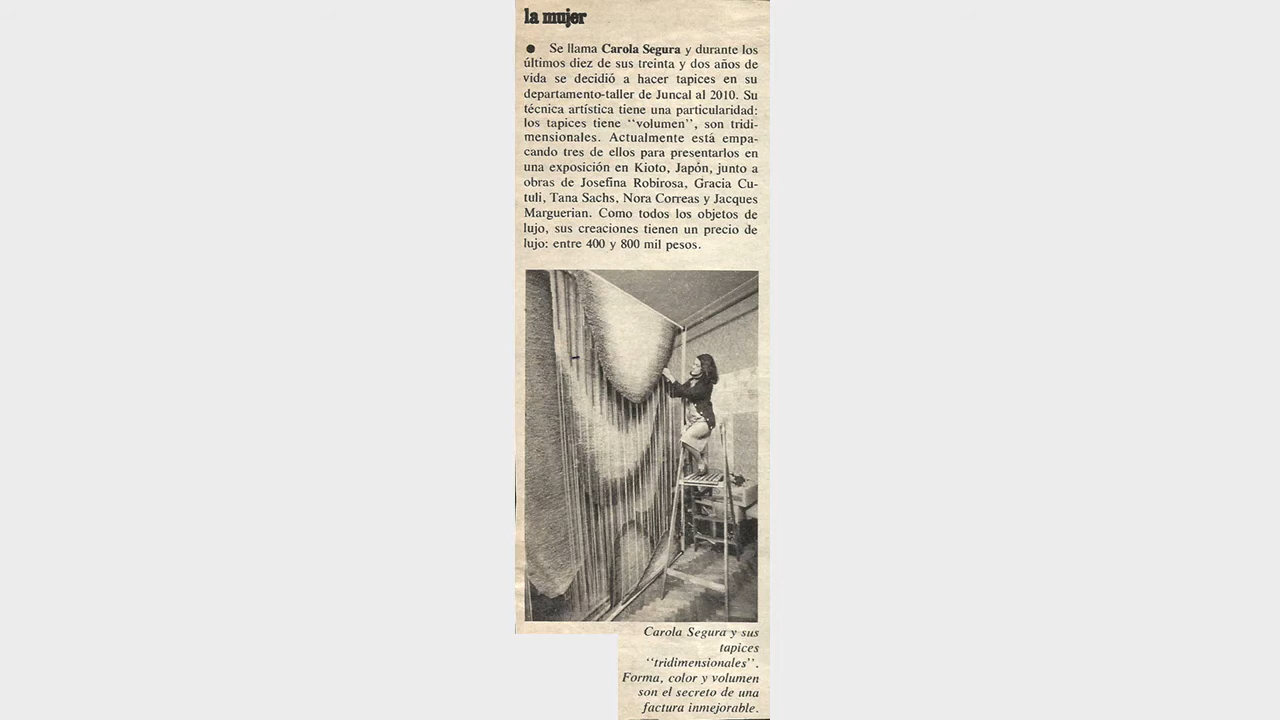 la mujer
● Se llama Carola Segura y durante los
últimos diez de sus treinta y dos años de
vida se decidió a hacer tapices en su
departamento-taller de Juncal al 2010. Su
técnica artística tiene una particularidad:
los tapices tiene ‘‘volumen’’, son tridi-
mensionales. Actualmente está empa-
cando tres de ellos para presentarlos en
una exposición en Kioto, Japón, junto a
obras de Josefina Robirosa, Gracia Cu-
tuli, Tana Sachs, Nora Correas y Jacques
Marguerian. Como todos los objetos de
lujo, sus creaciones tienen un precio de
lujo: entre 400 y 800 mil pesos.
Carola Segura y sus
tapices
‘‘tridimensionales’’.
Forma, color y volumen
son el secreto de una
factura inmejorable.